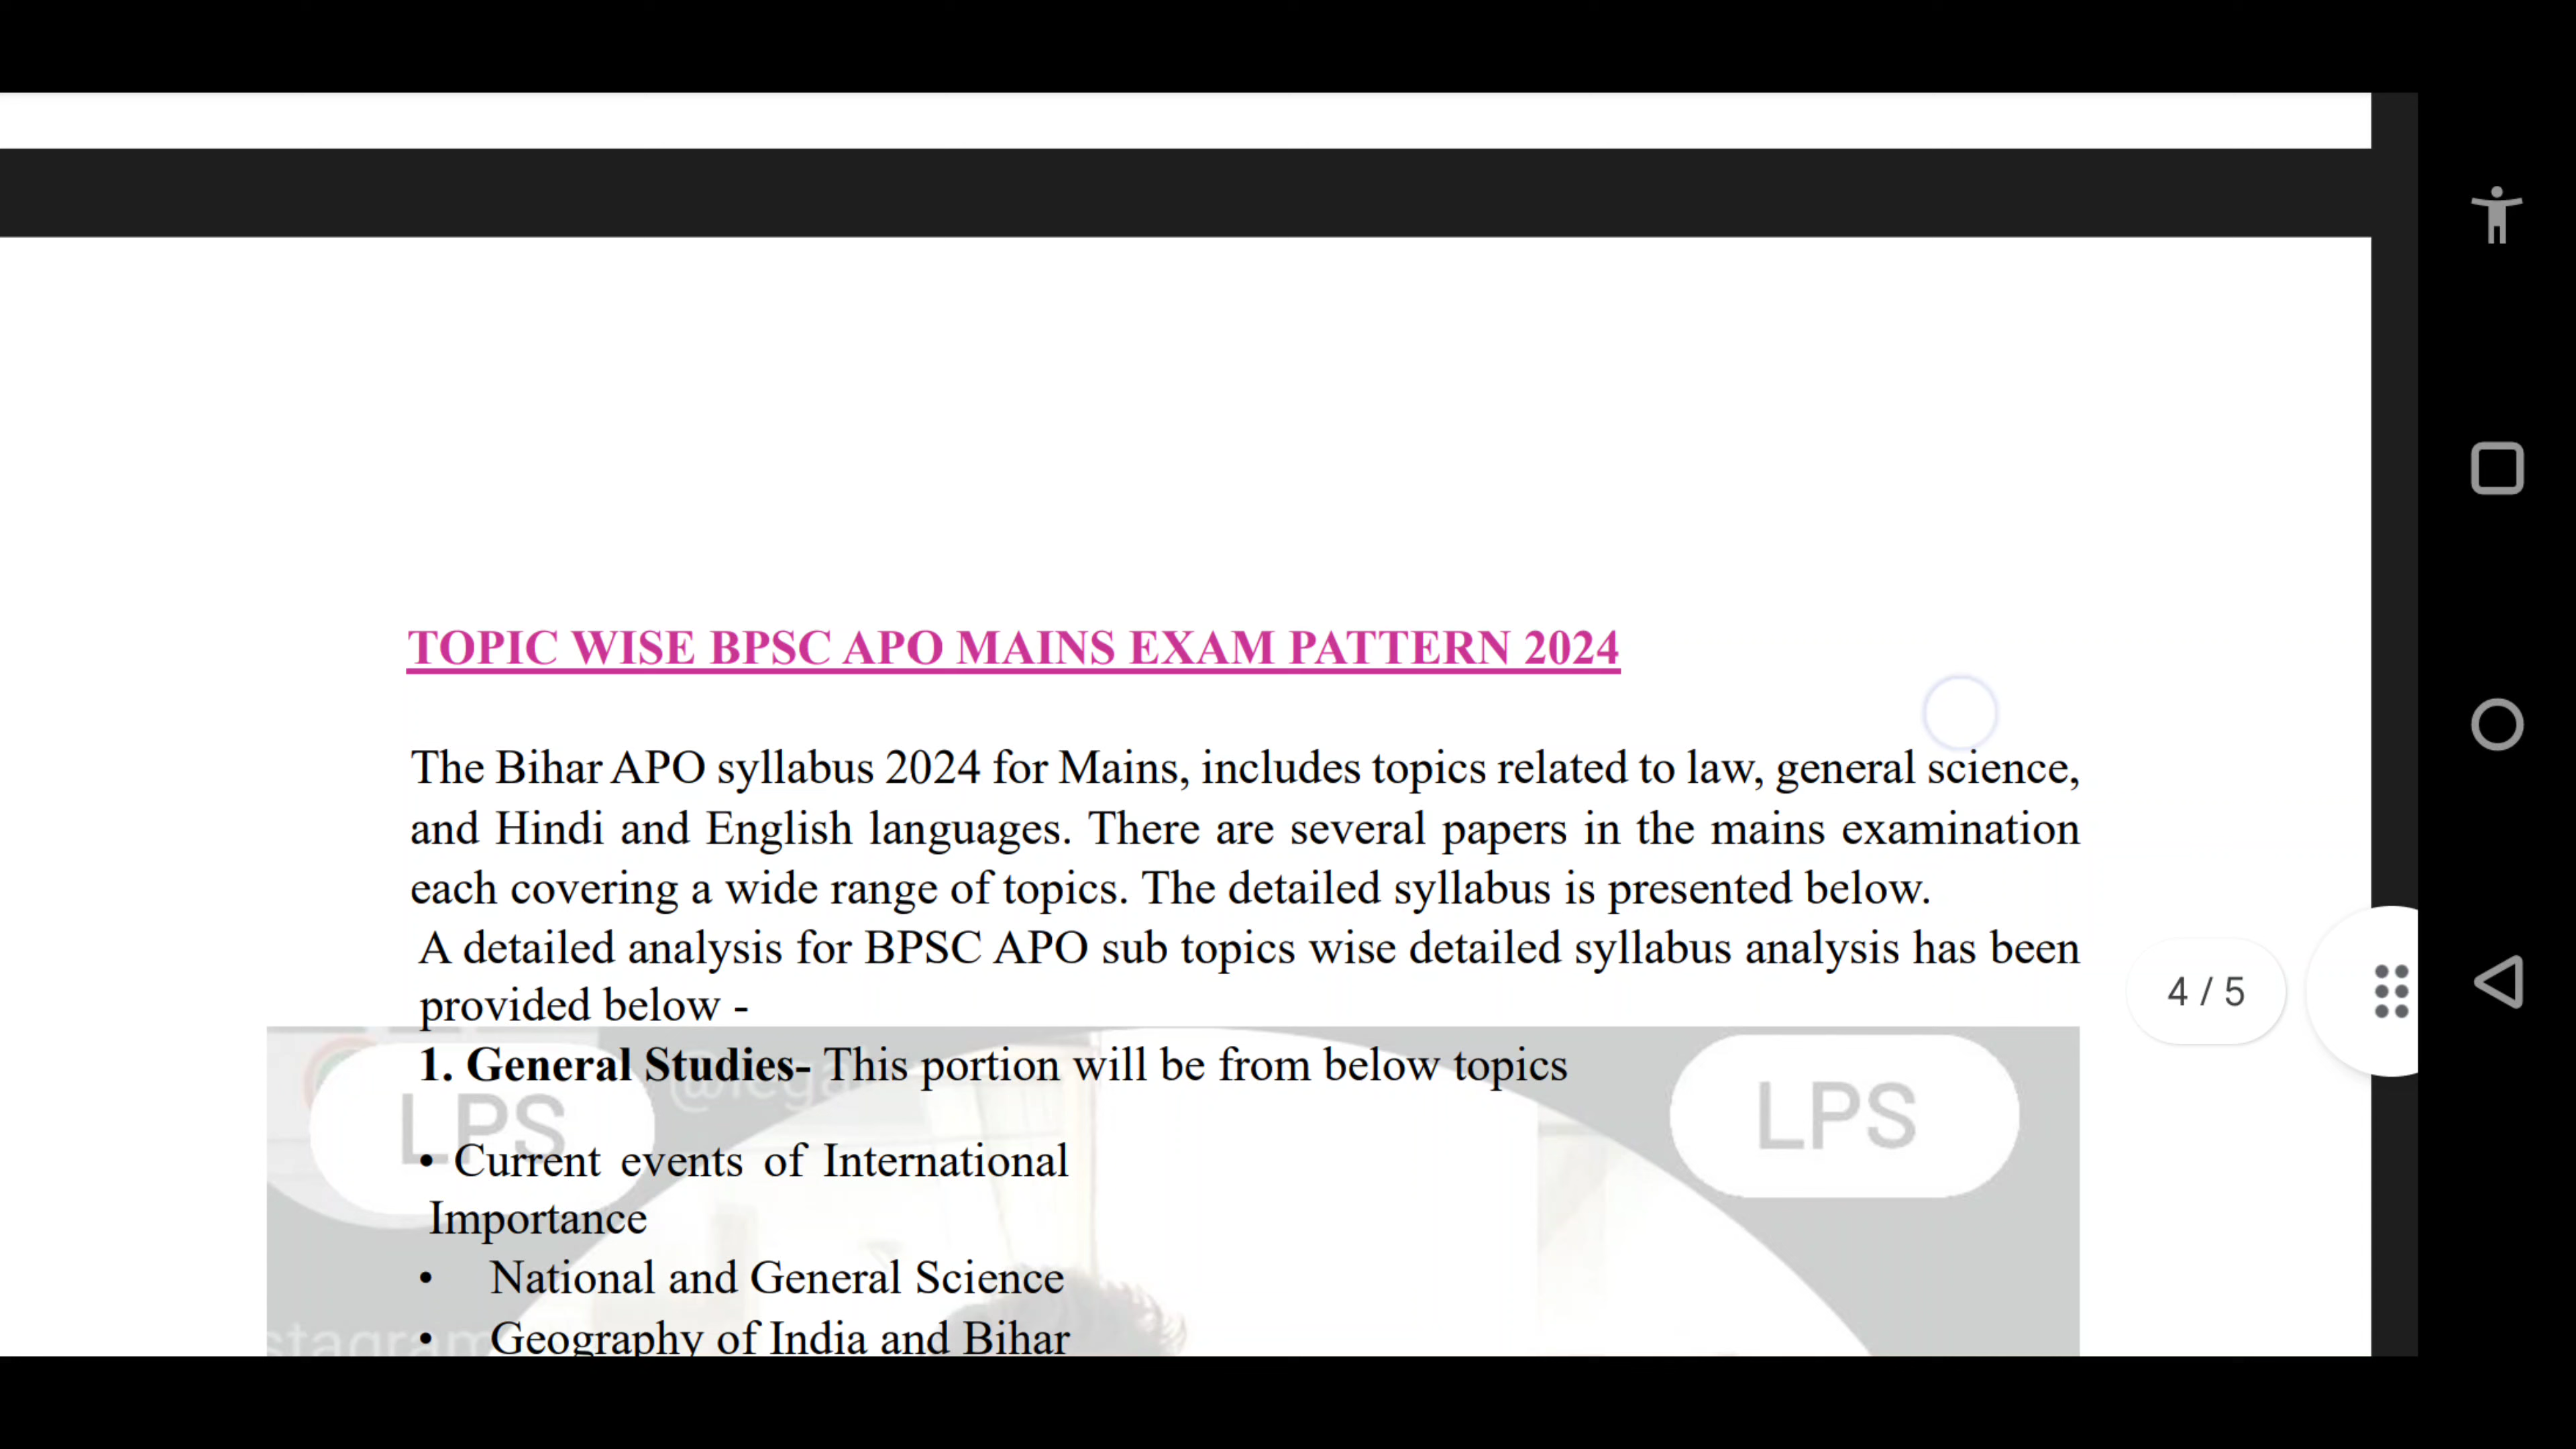 TOPIC WISE BPSC APO MAINS EXAM PATTERN 2024
The Bihar APO syllabus 2024 for Mains, includes topics related to law, general science,
and Hindi and English languages. There are several papers in the mains examination
each covering a wide range of topics. The detailed syllabus is presented below.
A detailed analysis for BPSC APO sub topics wise detailed syllabus analysis has been
provided below -
4 / 5
1. General Studies- This portion will be from below topics
LPS
LPS
• Current events of International
Importance
• National and General Science
• Geography of India and Bihar